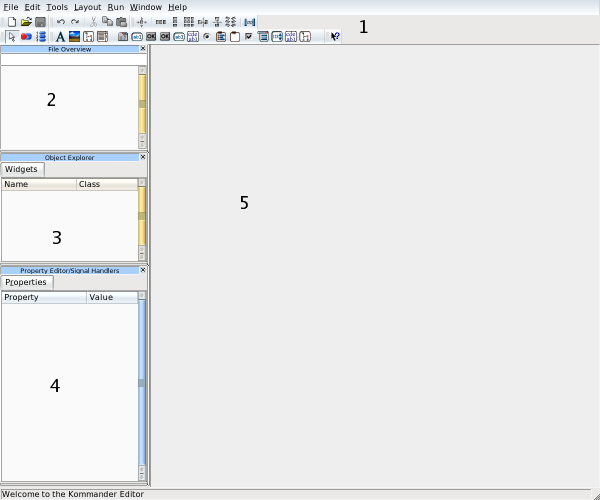 File Edit Tools Layout Run Window Help
1
File Overview
2
Object Explorer
Widgets
Name Class
3
5
Property Editor/Signal Handlers
Properties
Property Value
4
Welcome to the Kommander Editor